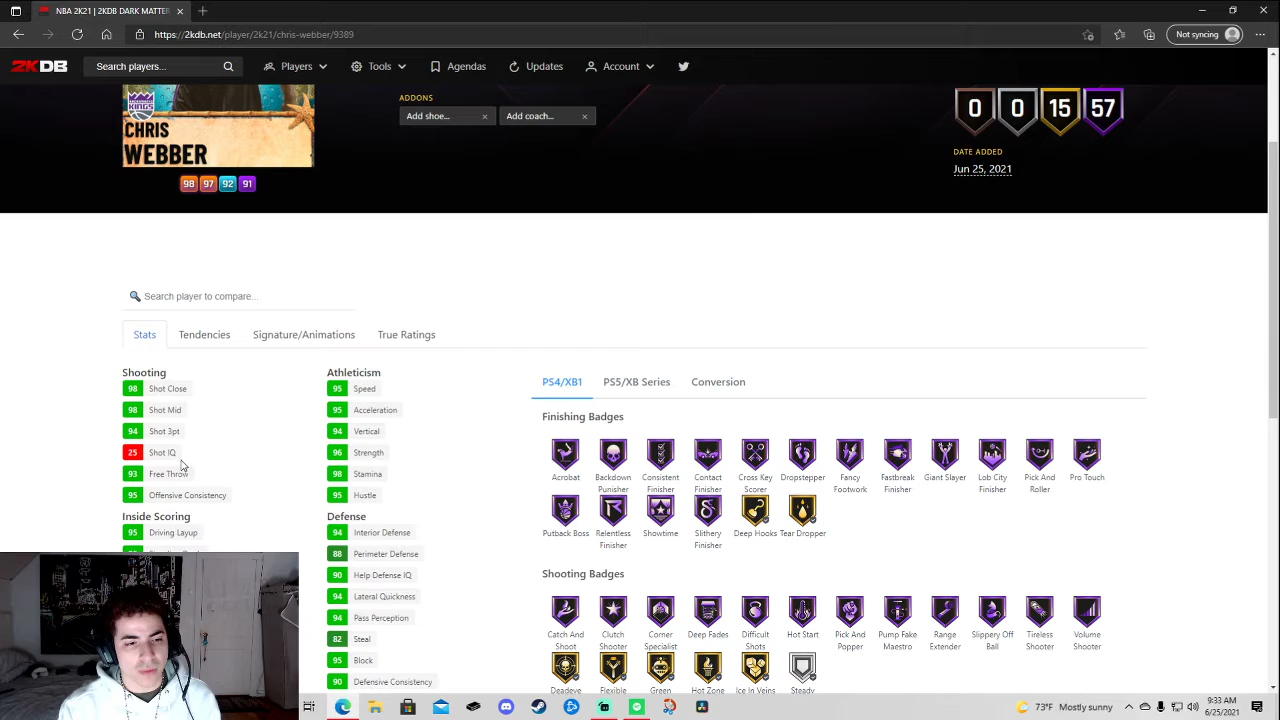 NBA 2K21 | 2KDB DARK MATTER
https://2kdb.net/player/2k21/chris-webber/9389
Not syncing
2KDB
Search players...
Players
Tools
Agendas
Updates
Account
KINGS
CHRIS
WEBBER
98 97 92 91
ADDONS
Add shoe... ×
Add coach... ×
0 0 15 57
DATE ADDED
Jun 25, 2021
Search player to compare...
Stats
Tendencies
Signature/Animations
True Ratings
Shooting
98 Shot Close
98 Shot Mid
94 Shot 3pt
25 Shot IQ
93 Free Throw
95 Offensive Consistency
Inside Scoring
95 Driving Layup
Athleticism
95 Speed
95 Acceleration
94 Vertical
96 Strength
98 Stamina
95 Hustle
Defense
94 Interior Defense
88 Perimeter Defense
90 Help Defense IQ
94 Lateral Quickness
94 Pass Perception
82 Steal
95 Block
90 Defensive Consistency
PS4/XB1
PS5/XB Series
Conversion
Finishing Badges
Acrobat
Backdown Punisher
Consistent Finisher
Contact Finisher
Cross Key Scorer
Dropstepper
Fancy Footwork
Fastbreak Finisher
Giant Slayer
Lob City Finisher
Pick And Roller
Pro Touch
Putback Boss
Relentless Finisher
Showtime
Slithery Finisher
Deep Hooks
Tear Dropper
Shooting Badges
Catch And Shoot
Clutch Shooter
Corner Specialist
Deep Fades
Difficult Shots
Hot Start
Pick And Popper
Pump Fake Maestro
Range Extender
Slippery Off Ball
Tireless Shooter
Volume Shooter
Deadeye
Flexible
Green
Hot Zone
Ice In Veins
Steady
73°F Mostly sunny
9:33 AM
6/25/2021